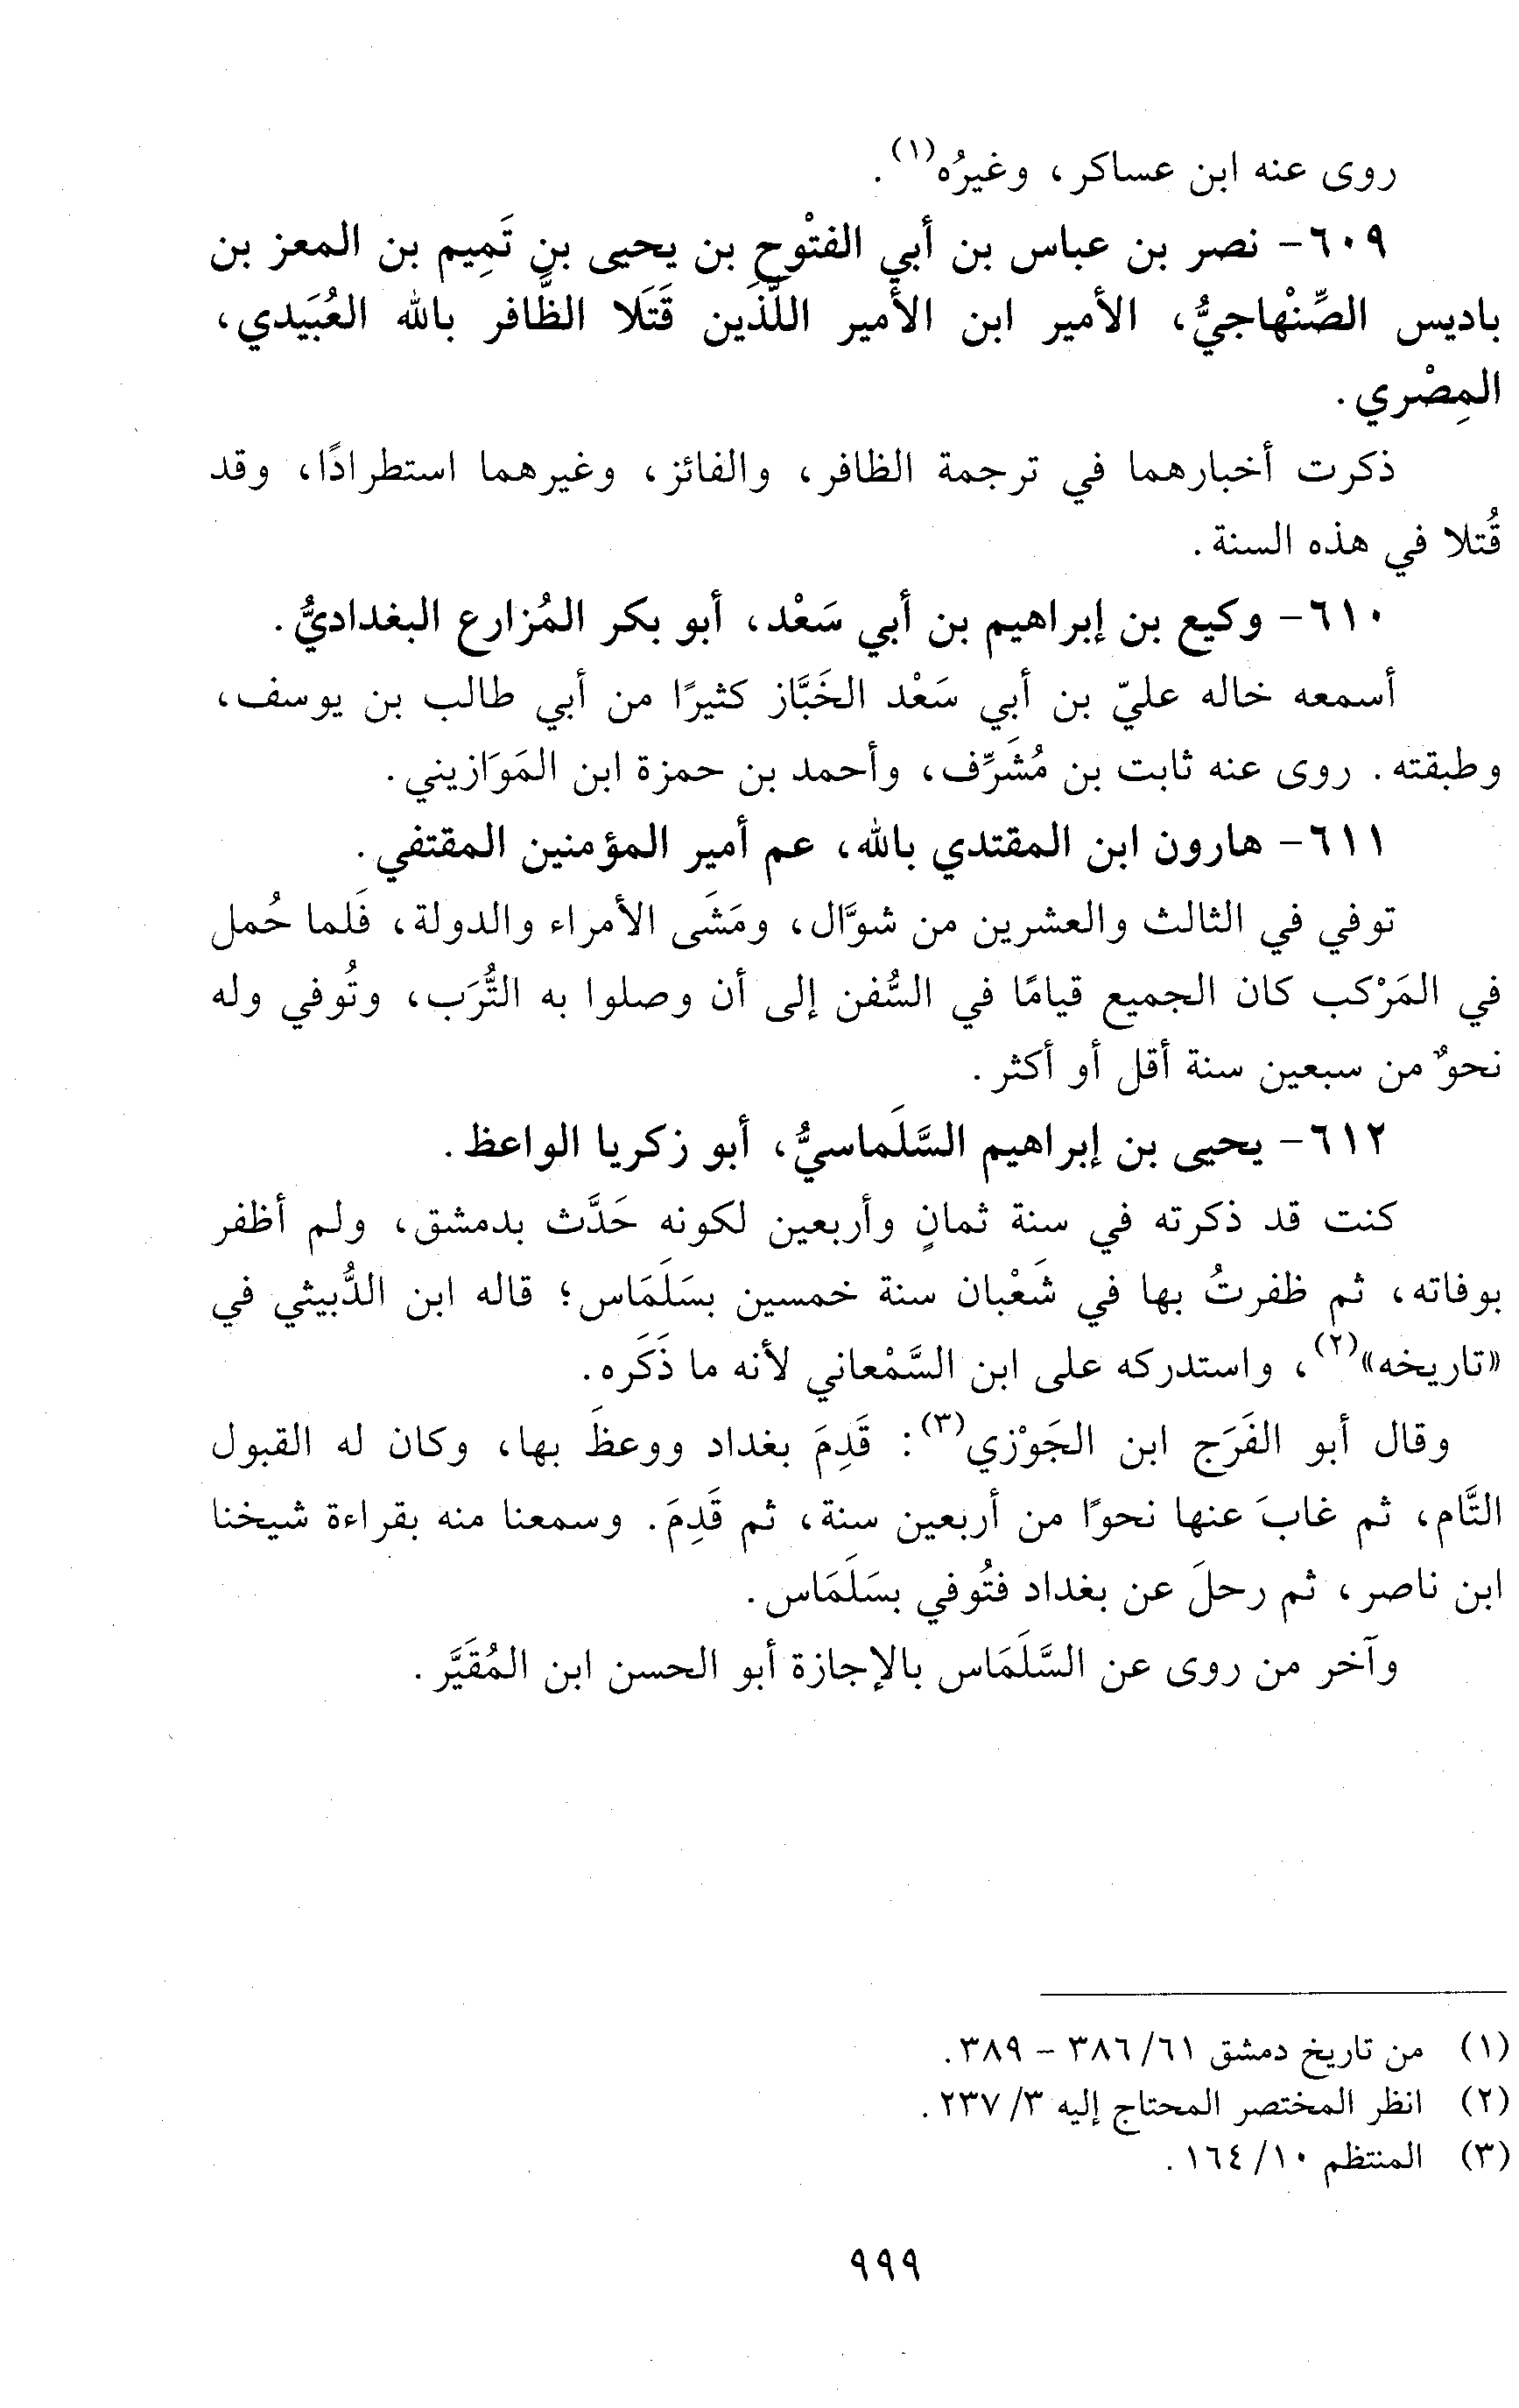 روى عنه ابن عساكر، وغيرُه(١).
٦٠٩- نصر بن عباس بن أبي الفتْوحِ بن يحيى بن تَمِيم بن المعز بن
باديس الصِّنْهاجيُّ، الأمير ابن الأمير اللَّذين قَتَلا الظَّافر بالله العُبَيدي،
المِصْري.
ذكرت أخبارهما في ترجمة الظافر، والفائز، وغيرهما استطرادًا، وقد
قُتلا في هذه السنة.
٦١٠- وكيع بن إبراهيم بن أبي سَعْد، أبو بكر المُزارع البغداديُّ.
أسمعه خاله عليّ بن أبي سَعْد الخَبَّاز كثيرًا من أبي طالب بن يوسف،
وطبقته. روى عنه ثابت بن مُشَرِّف، وأحمد بن حمزة ابن المَوَازيني.
٦١١- هارون ابن المقتدي بالله، عم أمير المؤمنين المقتفي.
توفي في الثالث والعشرين من شوَّال، ومَشَى الأمراء والدولة، فَلما حُمل
في المَرْكب كان الجميع قيامًا في السُّفن إلى أن وصلوا به التُّرَب، وتُوفي وله
نحوٌ من سبعين سنة أقل أو أكثر.
٦١٢- يحيى بن إبراهيم السَّلَماسيُّ، أبو زكريا الواعظ.
كنت قد ذكرته في سنة ثمانٍ وأربعين لكونه حَدَّث بدمشق، ولم أظفر
بوفاته، ثم ظفرتُ بها في شَعْبان سنة خمسين بسَلَمَاس؛ قاله ابن الدُّبيثي في
«تاريخه»(٢)، واستدركه على ابن السَّمْعاني لأنه ما ذَكَره.
وقال أبو الفَرَج ابن الجَوْزي(٣): قَدِمَ بغداد ووعظَ بها، وكان له القبول
التَّام، ثم غابَ عنها نحوًا من أربعين سنة، ثم قَدِمَ. وسمعنا منه بقراءة شيخنا
ابن ناصر، ثم رحلَ عن بغداد فتُوفي بسَلَمَاس.
وآخر من روى عن السَّلَمَاس بالإجازة أبو الحسن ابن المُقَيَّر.
(١) من تاريخ دمشق ٦١/ ٣٨٦ - ٣٨٩.
(٢) انظر المختصر المحتاج إليه ٣/ ٢٣٧.
(٣) المنتظم ١٠/ ١٦٤.
٩٩٩